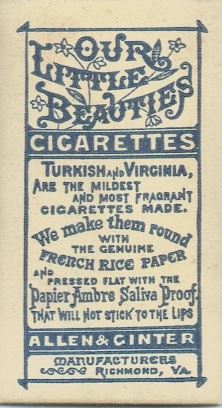 OUR
LITTLE
BEAUTIES
CIGARETTES
TURKISH AND VIRGINIA,
ARE THE MILDEST
AND MOST FRAGRANT
CIGARETTES MADE.
We make them round
WITH
THE GENUINE
FRENCH RICE PAPER
AND
PRESSED FLAT WITH THE
Papier Ambre Saliva Proof.
THAT WILL NOT STICK TO THE LIPS
ALLEN & GINTER
MANUFACTURERS
RICHMOND, VA.